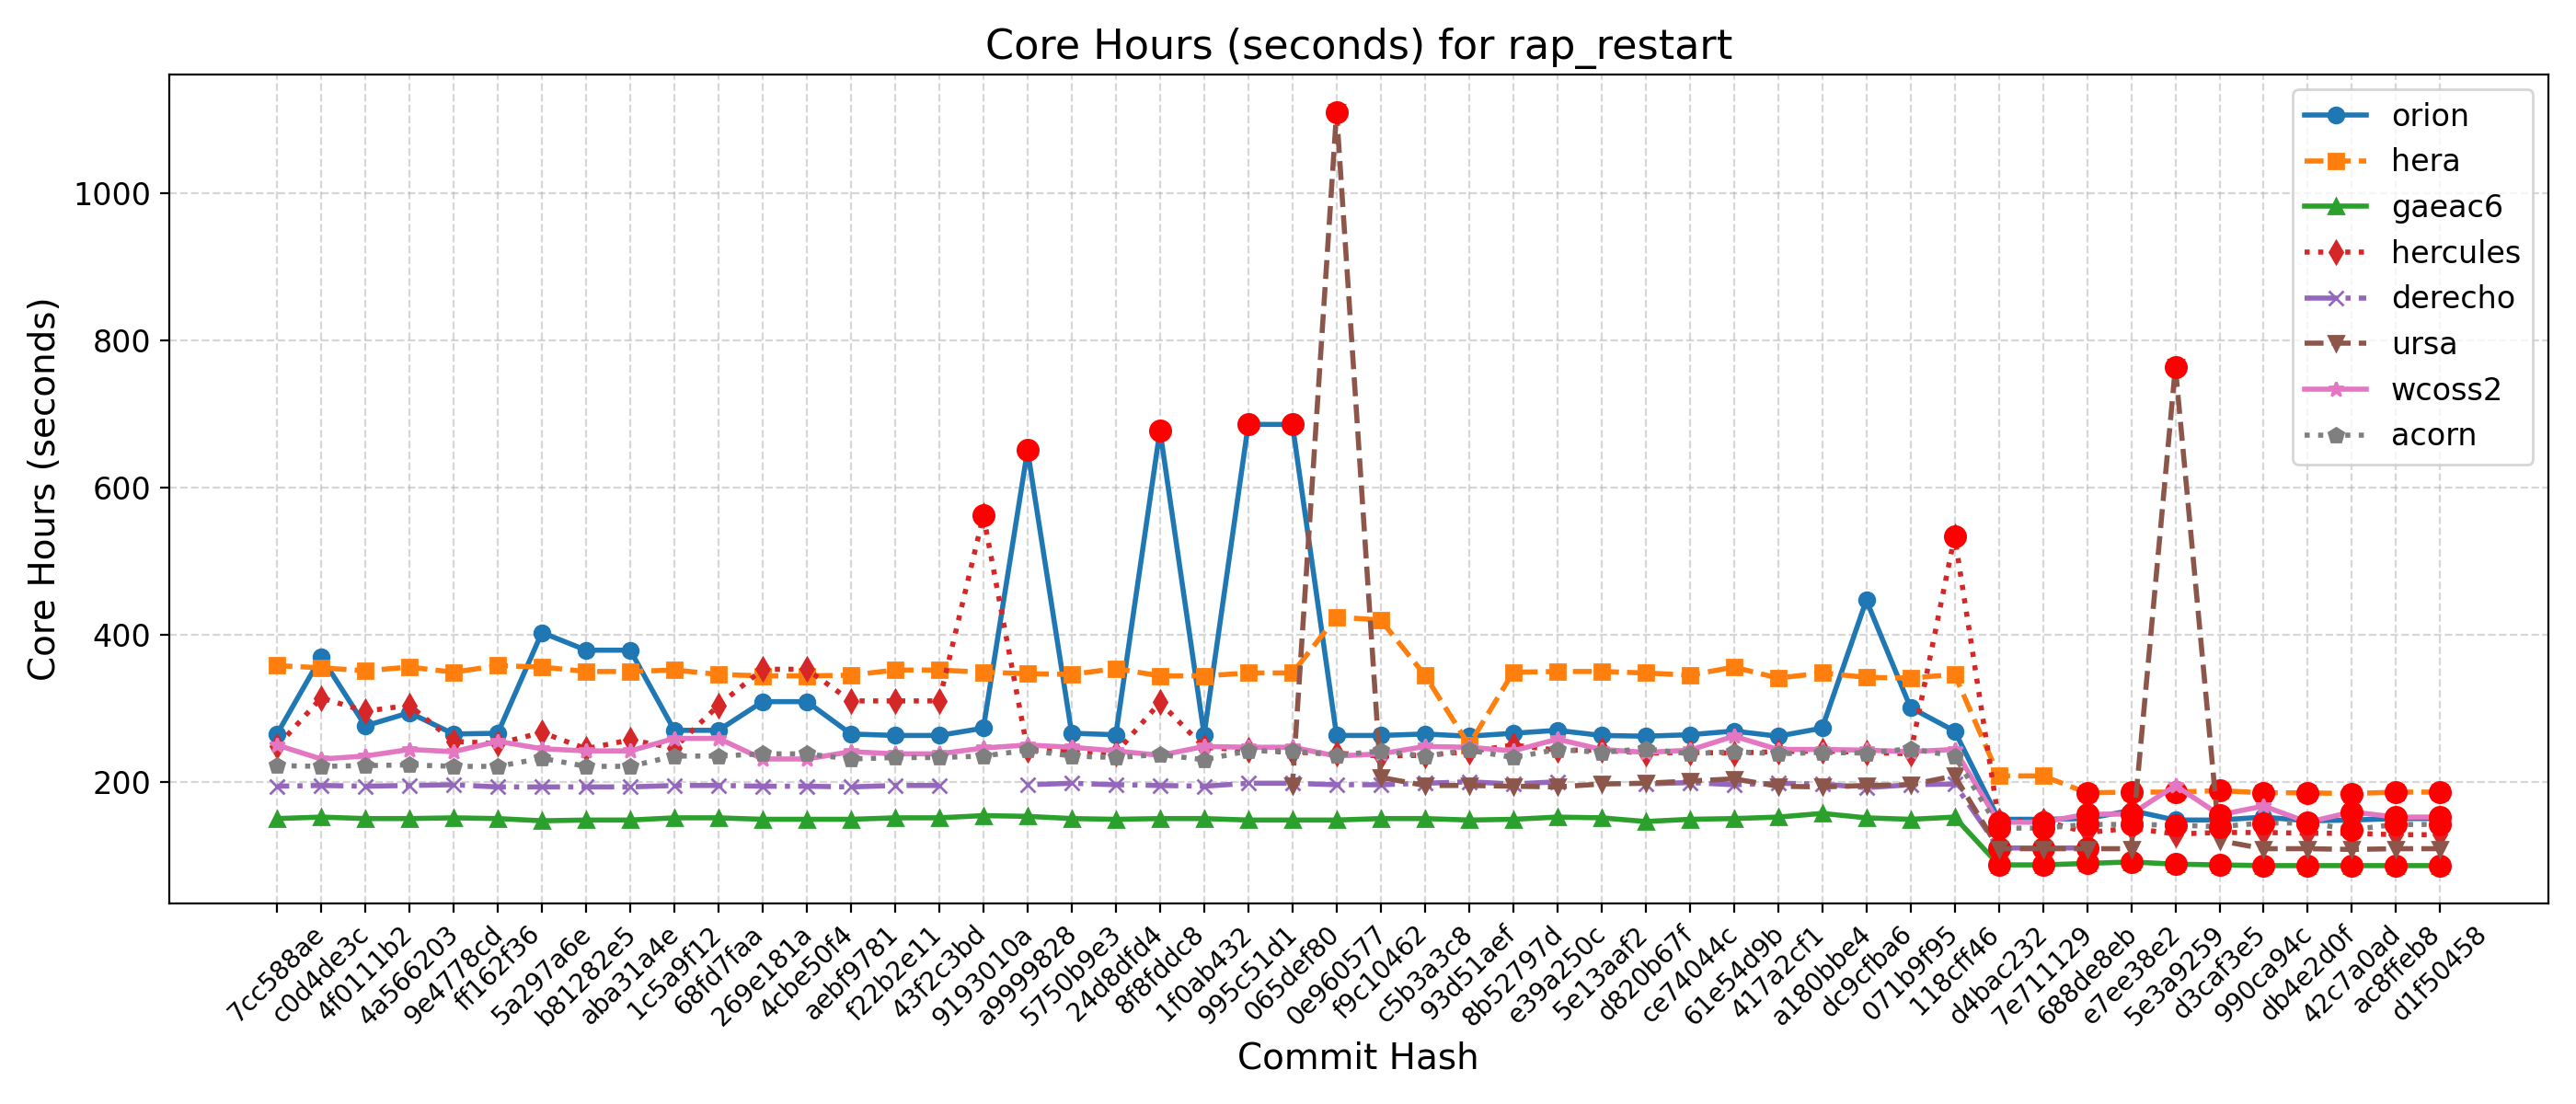 Core Hours (seconds) for rap_restart
Core Hours (seconds)
1000
800
600
400
200
orion
hera
gaeac6
hercules
derecho
ursa
wcoss2
acorn
7cc588ae
c0d4de3c
4f0111b2
4a566203
9e4778cd
ff162f36
5a297a6e
b81282e5
aba31a4e
1c5a9f12
68fd7faa
269e181a
4cbe50f4
aebf9781
f22b2e11
43f2c3bd
9193010a
a9999828
5750b9e3
24d8dfd4
8f8fddc8
1f0ab432
995c51d1
065def80
0e960577
f9c10462
c5b3a3c8
93d51aef
8b52797d
e39a250c
5e13aaf2
d820b67f
ce74044c
61e54d9b
417a2cf1
a180bbe4
dc9cfba6
071b9f95
118cff46
d4bac232
7e711129
688de8eb
e7ee38e2
5e3a9259
d3caf3e5
990ca94c
db4e2d0f
42c7a0ad
ac8ffeb8
d1f50458
Commit Hash